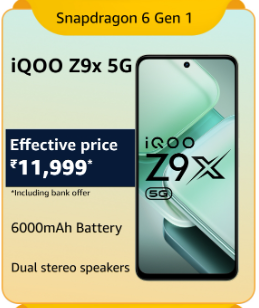 Snapdragon 6 Gen 1
iQOO Z9x 5G
Effective price
₹11,999*
*Including bank offer
6000mAh Battery
Dual stereo speakers
iQOO
Z9X
5G